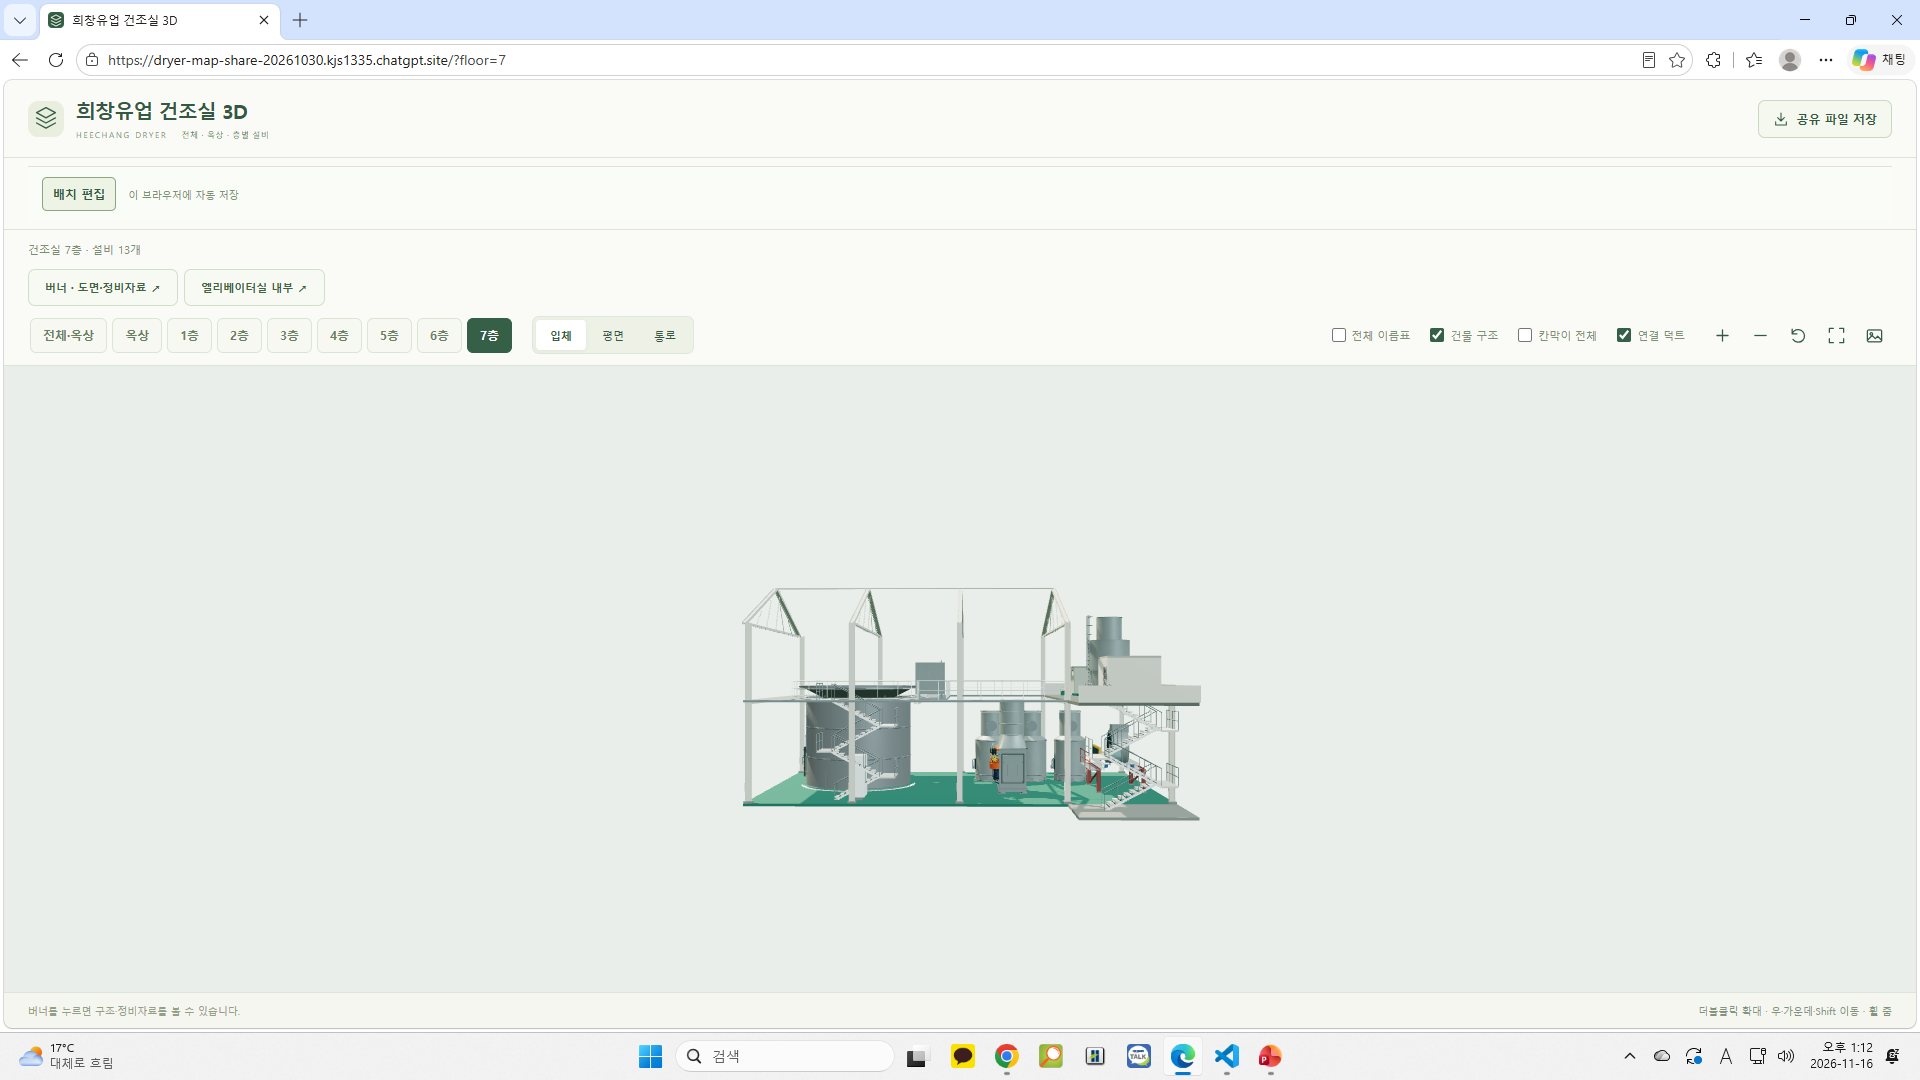 희창유업 건조실 3D
https://dryer-map-share-20261030.kjs1335.chatgpt.site/?floor=7
채팅
희창유업 건조실 3D
HEECHANG DRYER 전체 · 옥상 · 층별 설비
공유 파일 저장
배치 편집 이 브라우저에 자동 저장
건조실 7층 · 설비 13개
버너 · 도면·정비자료 ↗ 엘리베이터실 내부 ↗
전체·옥상 옥상 1층 2층 3층 4층 5층 6층 7층 입체 평면 통로 전체 이름표 건물 구조 칸막이 전체 연결 덕트
버너를 누르면 구조·정비자료를 볼 수 있습니다.
더블클릭 확대 · 우·가운데·Shift 이동 · 휠 줌
17°C
대체로 흐림
검색
TALK
A
오후 1:12
2026-11-16